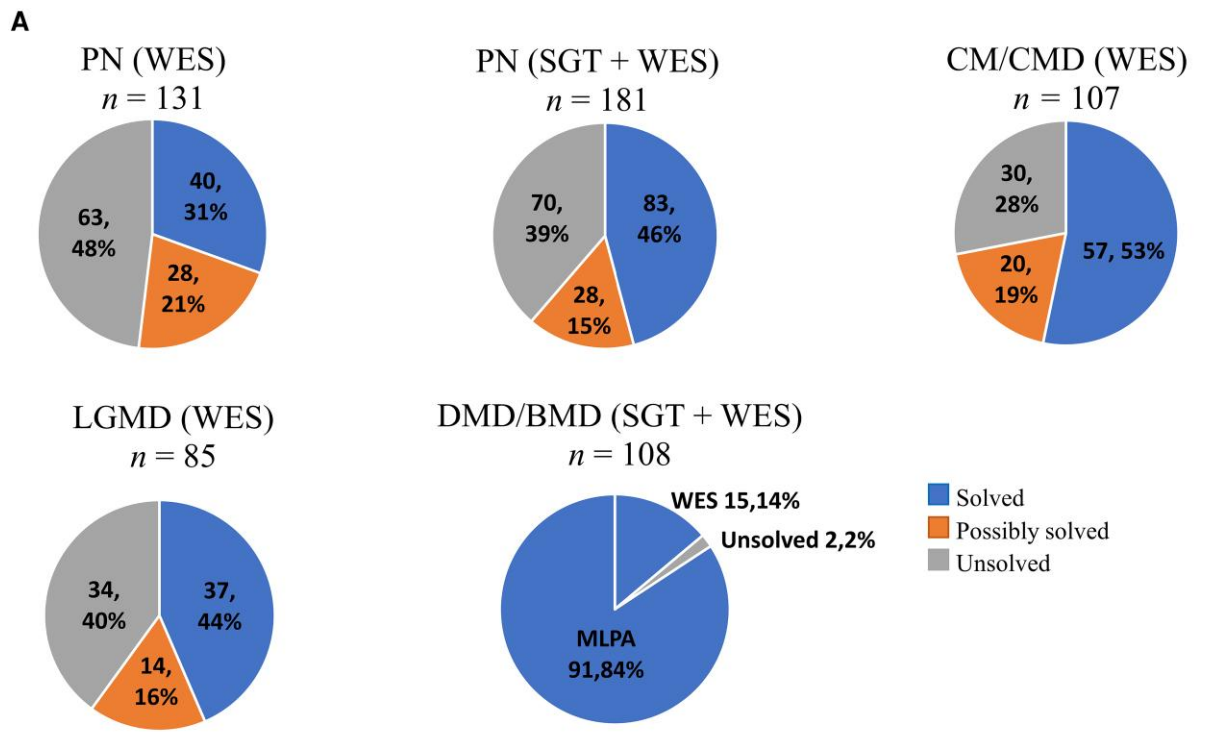 A
PN (WES)
n = 131
40,
31%
28,
21%
63,
48%
PN (SGT + WES)
n = 181
83,
46%
28,
15%
70,
39%
CM/CMD (WES)
n = 107
57, 53%
20,
19%
30,
28%
LGMD (WES)
n = 85
37,
44%
14,
16%
34,
40%
DMD/BMD (SGT + WES)
n = 108
WES 15,14%
Unsolved 2,2%
MLPA
91,84%
Solved
Possibly solved
Unsolved